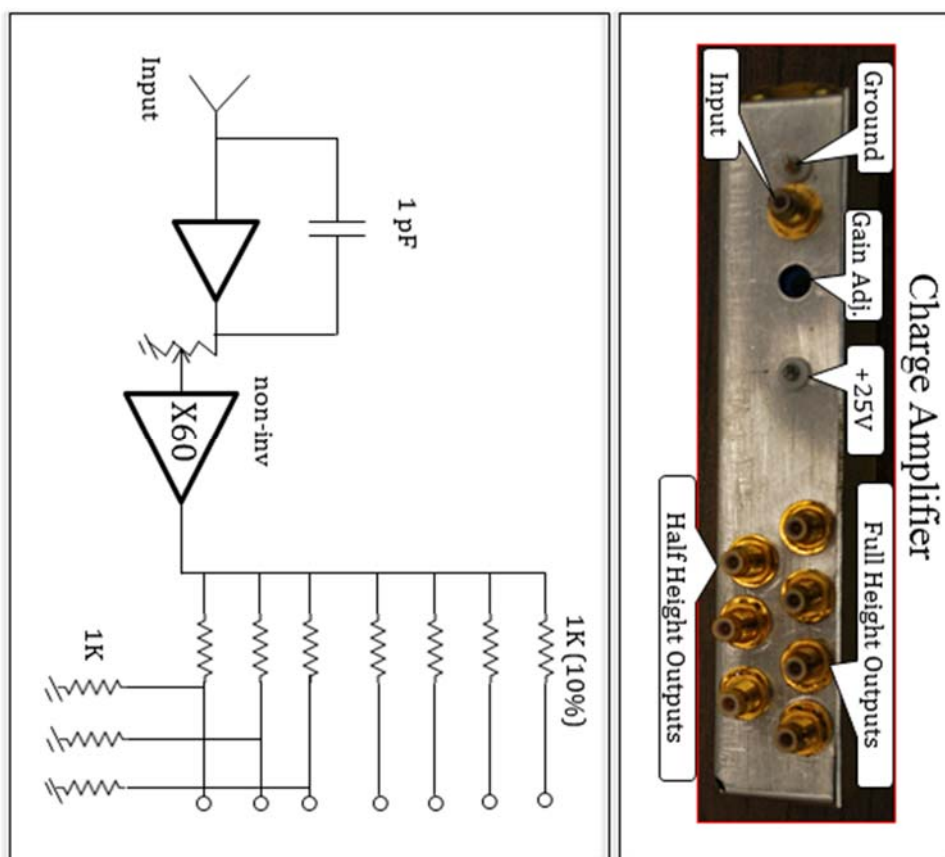 Charge Amplifier
Ground
Input
Gain Adj.
+25V
Full Height Outputs
Half Height Outputs
Input
1 pF
non-inv
X60
1K (10%)
1K